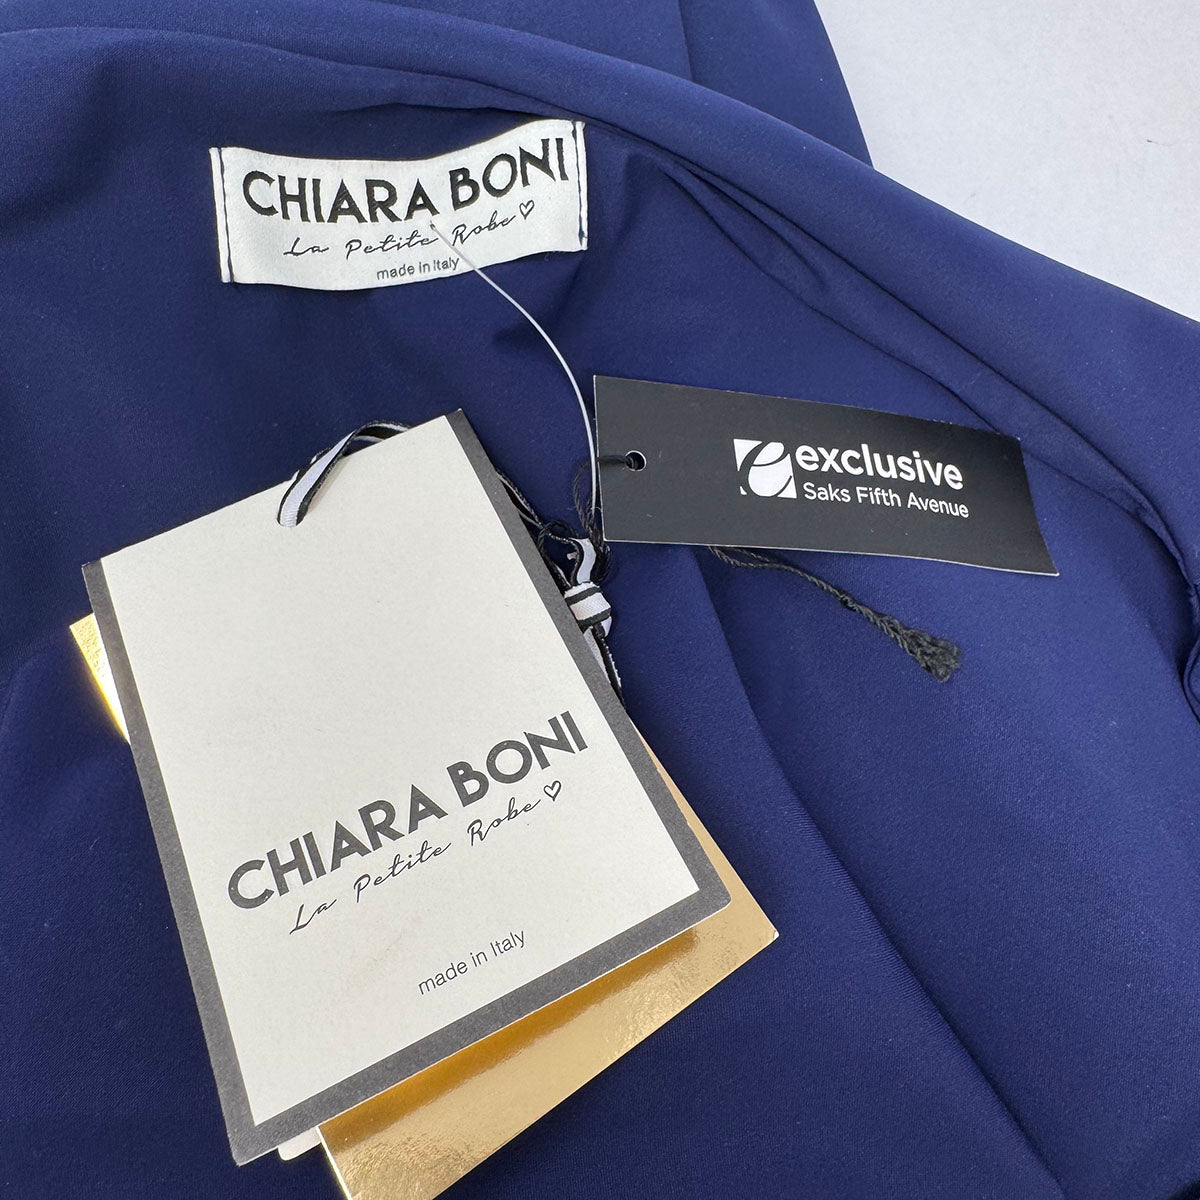 CHIARA BONI
La Petite Robe♡
made in Italy
exclusive
Saks Fifth Avenue
CHIARA BONI
La Petite Robe♡
made in Italy